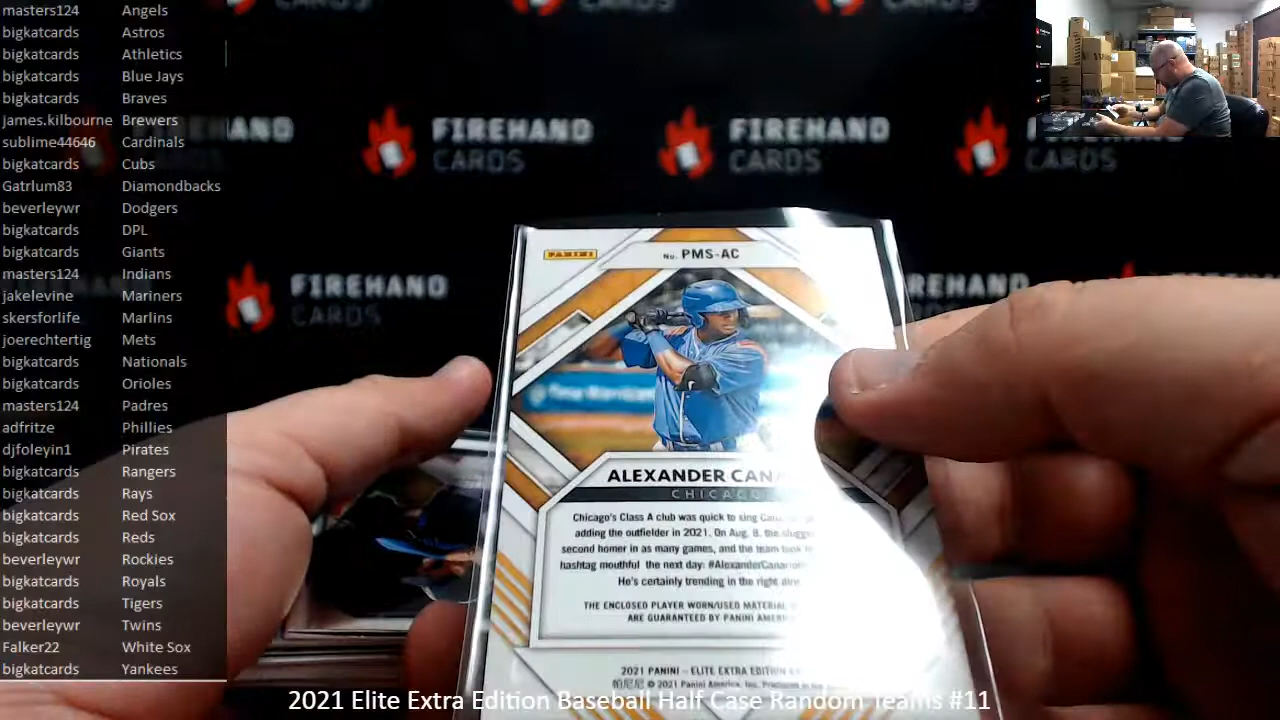 masters124 Angels
bigkatcards Astros
bigkatcards Athletics
bigkatcards Blue Jays
bigkatcards Braves
james.kilbourne Brewers
sublime44646 Cardinals
bigkatcards Cubs
Gatrlum83 Diamondbacks
beverleywr Dodgers
bigkatcards DPL
bigkatcards Giants
masters124 Indians
jakelevine Mariners
skersforlife Marlins
joerechtertig Mets
bigkatcards Nationals
bigkatcards Orioles
masters124 Padres
adfritze Phillies
djfoleyin1 Pirates
bigkatcards Rangers
bigkatcards Rays
bigkatcards Red Sox
bigkatcards Reds
beverleywr Rockies
bigkatcards Royals
bigkatcards Tigers
beverleywr Twins
Falker22 White Sox
bigkatcards Yankees
CARDS
FIREHAND
CARDS
FIREHAND
CARDS
FIREHAND
CARDS
PANINI
No. PMS-AC
ALEXANDER
CHICAGO
Chicago's Class A club was quick to sing
adding the outfielder in 2021. On Aug. 8, the
second homer in as many games, and the team took
hashtag mouthful the next day:
He's certainly trending in the right
THE ENCLOSED PLAYER WORN/USED MATERIAL
ARE GUARANTEED BY PANINI
2021 PANINI – ELITE EXTRA EDITION
© 2021 Panini America, Inc.
2021 Elite Extra Edition Baseball Half Case Random Teams #11